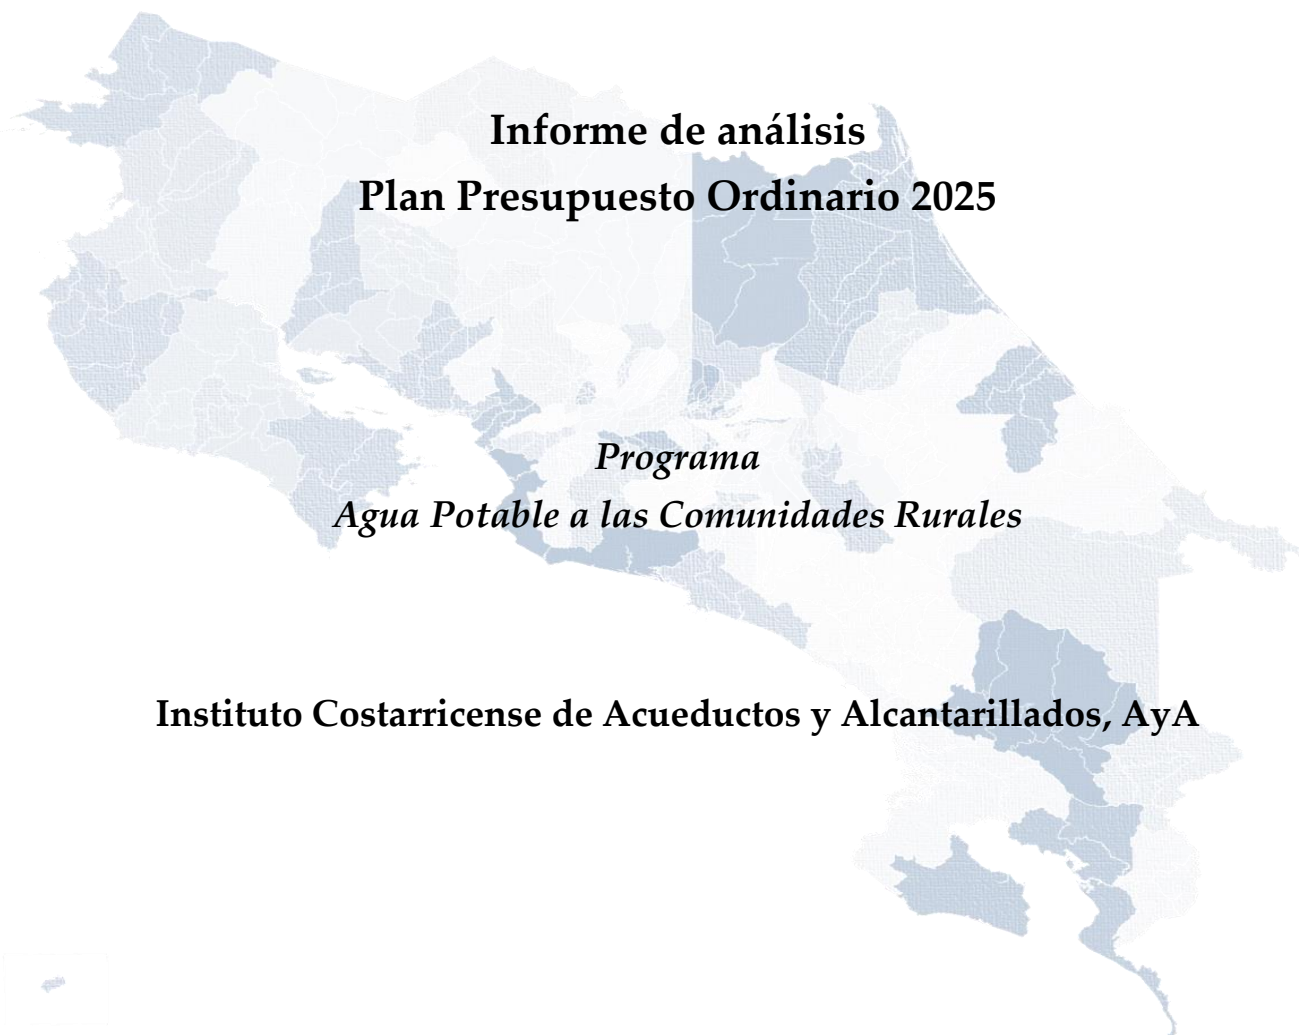 Informe de análisis
Plan Presupuesto Ordinario 2025
Programa
Agua Potable a las Comunidades Rurales
Instituto Costarricense de Acueductos y Alcantarillados, AyA